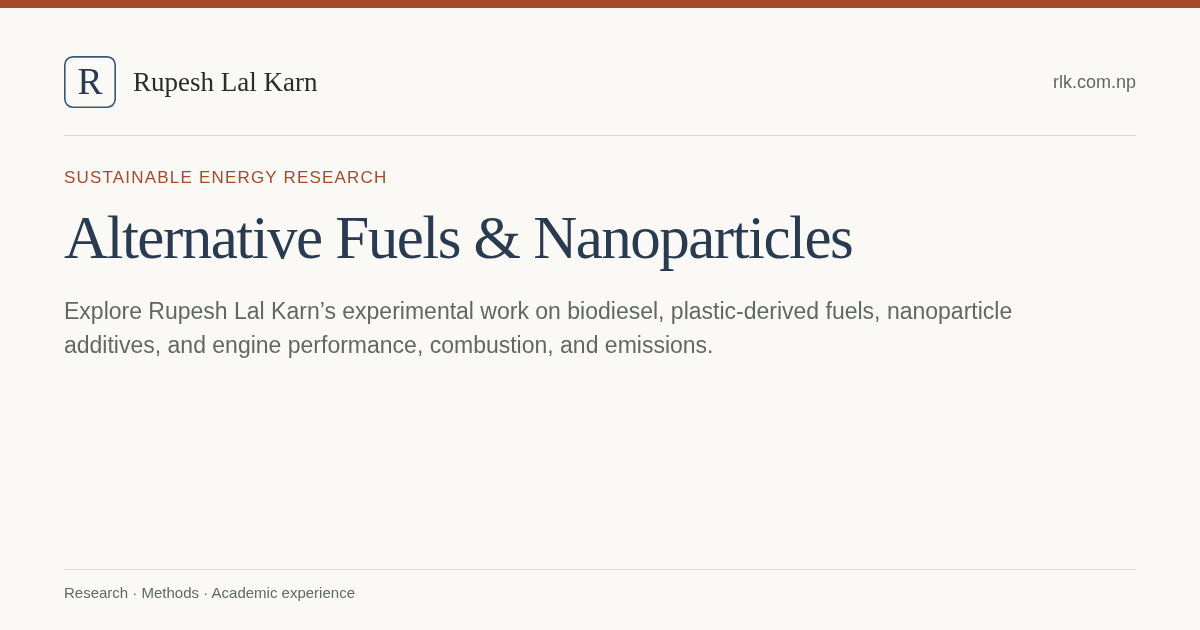 R
Rupesh Lal Karn
rlk.com.np
SUSTAINABLE ENERGY RESEARCH
Alternative Fuels & Nanoparticles
Explore Rupesh Lal Karn’s experimental work on biodiesel, plastic-derived fuels, nanoparticle
additives, and engine performance, combustion, and emissions.
Research · Methods · Academic experience